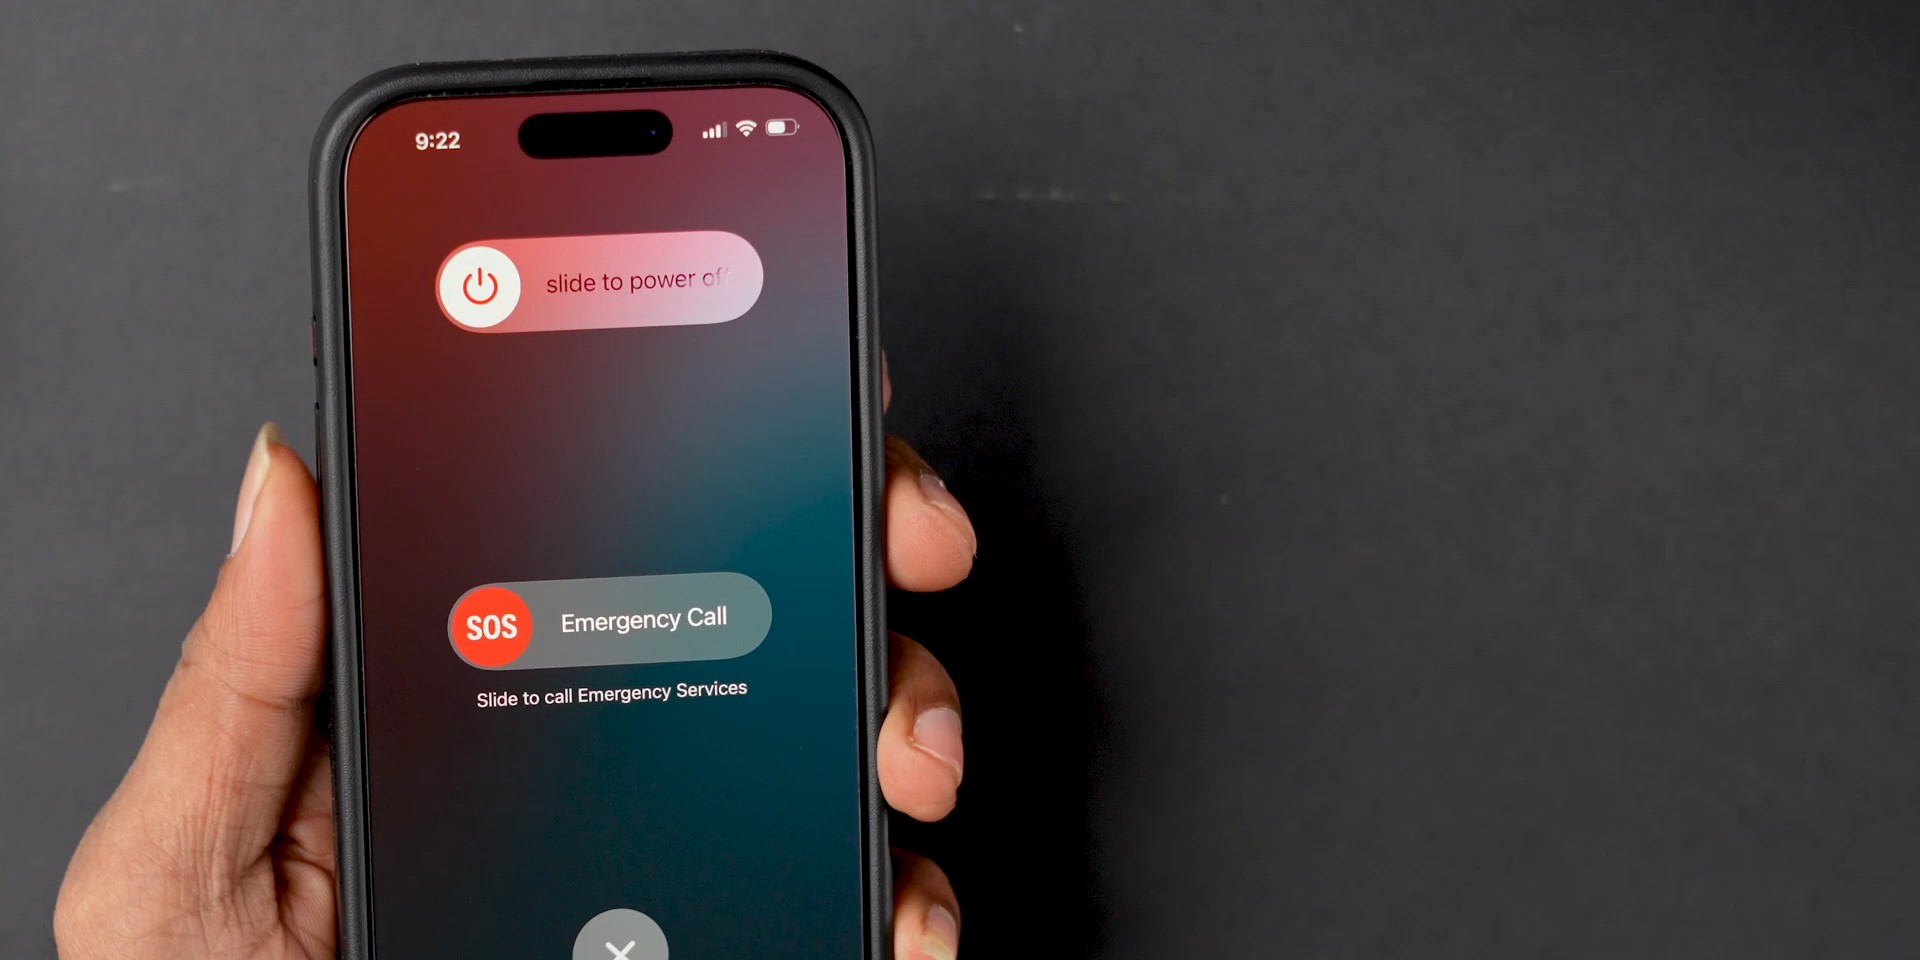 9:22
slide to power off
SOS
Emergency Call
Slide to call Emergency Services